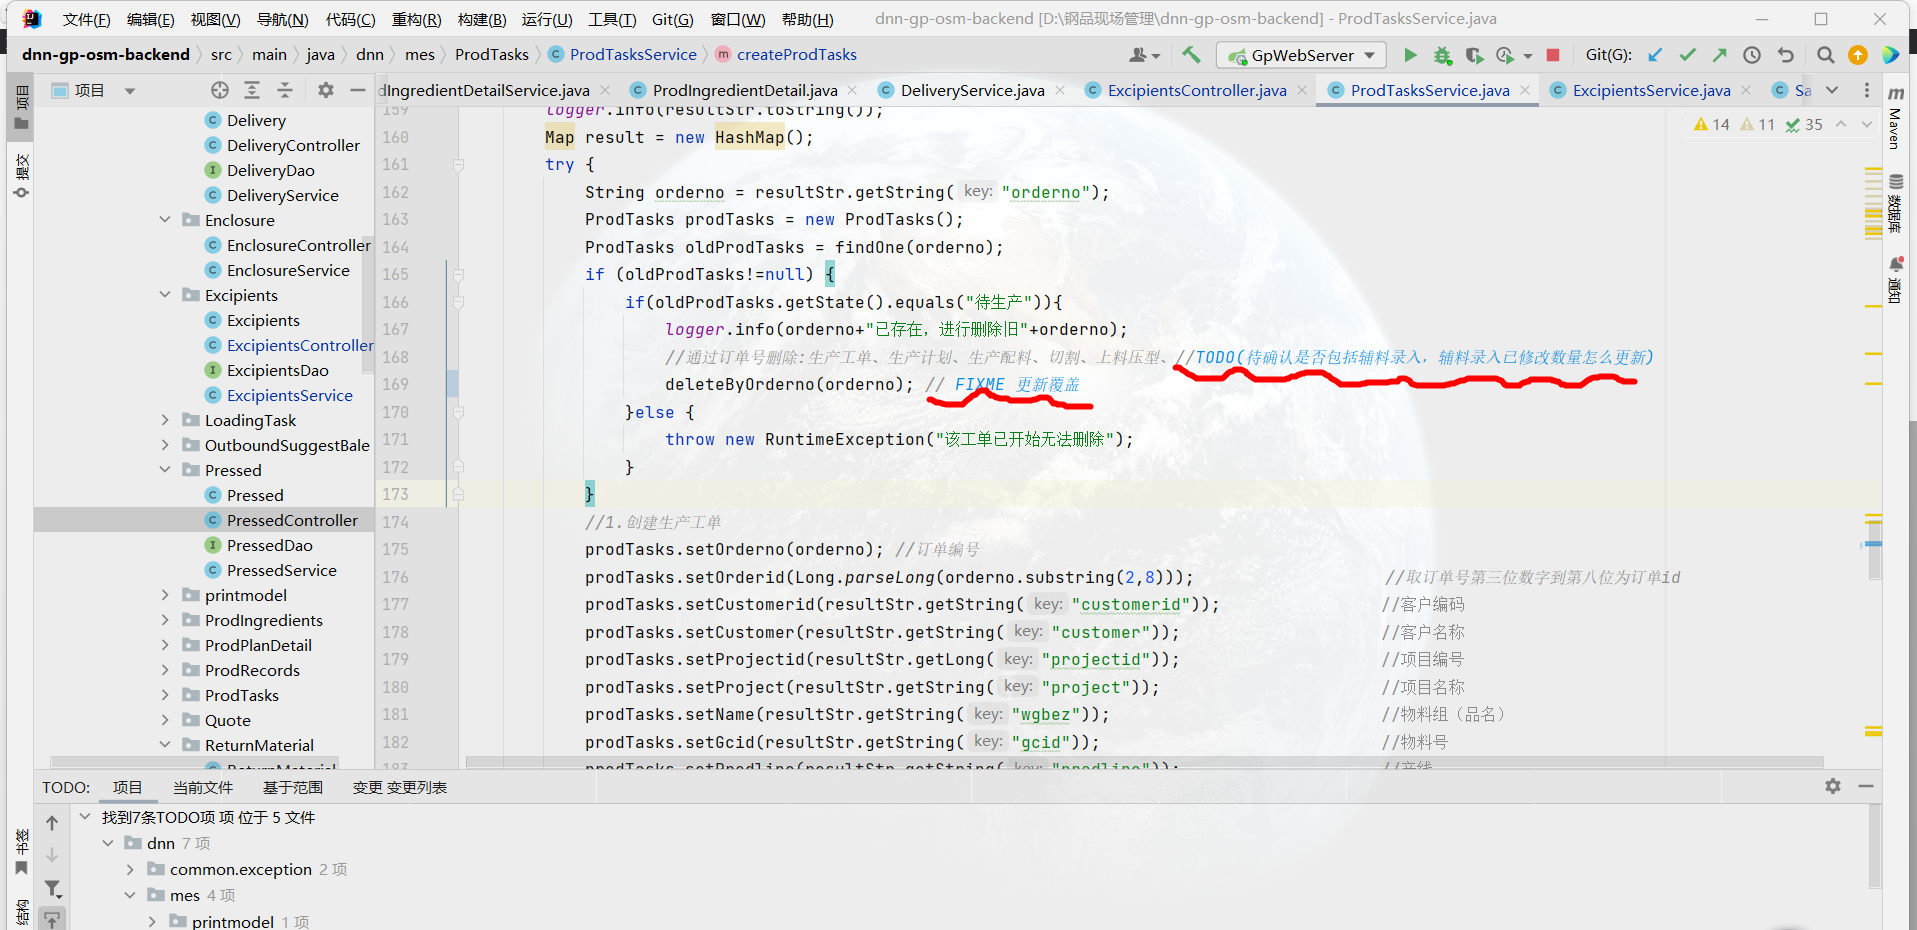 文件(F) 编辑(E) 视图(V) 导航(N) 代码(C) 重构(R) 构建(B) 运行(U) 工具(T) Git(G) 窗口(W) 帮助(H) dnn-gp-osm-backend [D:\钢品现场管理\dnn-gp-osm-backend] - ProdTasksService.java
dnn-gp-osm-backend src main java dnn mes ProdTasks ProdTasksService createProdTasks GpWebServer Git(G):
项目
dIngredientDetailService.java ProdIngredientDetail.java DeliveryService.java ExcipientsController.java ProdTasksService.java ExcipientsService.java Sa
14 11 35
项目
提交
书签
结构
Maven
数据库
通知
Delivery
DeliveryController
DeliveryDao
DeliveryService
Enclosure
EnclosureController
EnclosureService
Excipients
Excipients
ExcipientsController
ExcipientsDao
ExcipientsService
LoadingTask
OutboundSuggestBale
Pressed
Pressed
PressedController
PressedDao
PressedService
printmodel
ProdIngredients
ProdPlanDetail
ProdRecords
ProdTasks
Quote
ReturnMaterial
ReturnMaterial
159 logger.info(resultStr.toString());
160 Map result = new HashMap();
161 try {
162 String orderno = resultStr.getString( key: "orderno");
163 ProdTasks prodTasks = new ProdTasks();
164 ProdTasks oldProdTasks = findOne(orderno);
165 if (oldProdTasks!=null) {
166 if(oldProdTasks.getState().equals("待生产")){
167 logger.info(orderno+"已存在，进行删除旧"+orderno);
168 //通过订单号删除:生产工单、生产计划、生产配料、切割、上料压型、//TODO(待确认是否包括辅料录入，辅料录入已修改数量怎么更新)
169 deleteByOrderno(orderno); // FIXME 更新覆盖
170 }else {
171 throw new RuntimeException("该工单已开始无法删除");
172 }
173 }
174 //1.创建生产工单
175 prodTasks.setOrderno(orderno); //订单编号
176 prodTasks.setOrderid(Long.parseLong(orderno.substring(2,8))); //取订单号第三位数字到第八位为订单id
177 prodTasks.setCustomerid(resultStr.getString( key: "customerid")); //客户编码
178 prodTasks.setCustomer(resultStr.getString( key: "customer")); //客户名称
179 prodTasks.setProjectid(resultStr.getLong( key: "projectid")); //项目编号
180 prodTasks.setProject(resultStr.getString( key: "project")); //项目名称
181 prodTasks.setName(resultStr.getString( key: "wgbez")); //物料组（品名）
182 prodTasks.setGcid(resultStr.getString( key: "gcid")); //物料号
183 prodTasks.setProdline(resultStr.getString( key: "prodline")); //产线
TODO: 项目 当前文件 基于范围 变更 变更列表
找到7条TODO项 项 位于 5 文件
dnn 7 项
common.exception 2 项
mes 4 项
printmodel 1 项